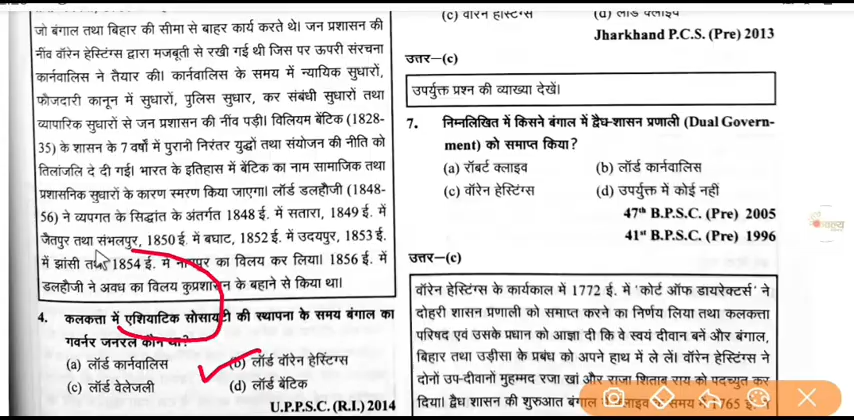 जो बंगाल तथा बिहार की सीमा से बाहर कार्य करते थे। जन प्रशासन की
नींव वॉरेन हेस्टिंग्स द्वारा मजबूती से रखी गई थी जिस पर ऊपरी संरचना
कार्नवालिस ने तैयार की। कार्नवालिस के समय में न्यायिक सुधारों,
फौजदारी कानून में सुधारों, पुलिस सुधार, कर संबंधी सुधारों तथा
व्यापारिक सुधारों से जन प्रशासन की नींव पड़ी। विलियम बेंटिक (1828-
35) के शासन के 7 वर्षों में पुरानी निरंतर युद्धों तथा संयोजन की नीति को
तिलांजलि दे दी गई। भारत के इतिहास में बेंटिक का नाम सामाजिक तथा
प्रशासनिक सुधारों के कारण स्मरण किया जाएगा। लॉर्ड डलहौजी (1848-
56) ने व्यपगत के सिद्धांत के अंतर्गत 1848 ई. में सतारा, 1849 ई. में
जैतपुर तथा संभलपुर, 1850 ई. में बघाट, 1852 ई. में उदयपुर, 1853 ई.
में झांसी तथा 1854 ई. में नागपुर का विलय कर लिया। 1856 ई. में
डलहौजी ने अवध का विलय कुप्रशासन के बहाने से किया था।
4. कलकत्ता में एशियाटिक सोसायटी की स्थापना के समय बंगाल का
गवर्नर जनरल कौन था?
(a) लॉर्ड कार्नवालिस (b) लॉर्ड वॉरेन हेस्टिंग्स
(c) लॉर्ड वेलेजली (d) लॉर्ड बेंटिक
U.P.P.S.C. (R.I.) 2014
(c) वॉरेन हेस्टिंग्स (d) लॉर्ड क्लाइव
Jharkhand P.C.S. (Pre) 2013
उत्तर—(c)
उपर्युक्त प्रश्न की व्याख्या देखें।
7. निम्नलिखित में किसने बंगाल में द्वैध-शासन प्रणाली (Dual Govern-
ment) को समाप्त किया?
(a) रॉबर्ट क्लाइव (b) लॉर्ड कार्नवालिस
(c) वॉरेन हेस्टिंग्स (d) उपर्युक्त में कोई नहीं
47th B.P.S.C. (Pre) 2005
41st B.P.S.C. (Pre) 1996
उत्तर—(c)
वॉरेन हेस्टिंग्स के कार्यकाल में 1772 ई. में 'कोर्ट ऑफ डायरेक्टर्स' ने
दोहरी शासन प्रणाली को समाप्त करने का निर्णय लिया तथा कलकत्ता
परिषद एवं उसके प्रधान को आज्ञा दी कि वे स्वयं दीवान बनें और बंगाल,
बिहार तथा उड़ीसा के प्रबंध को अपने हाथ में ले लें। वॉरेन हेस्टिंग्स ने
दोनों उप-दीवानों मुहम्मद रजा खां और राजा शिताब राय को पदच्युत कर
दिया। द्वैध शासन की शुरुआत बंगाल क्लाइव के समय 1765 ई.